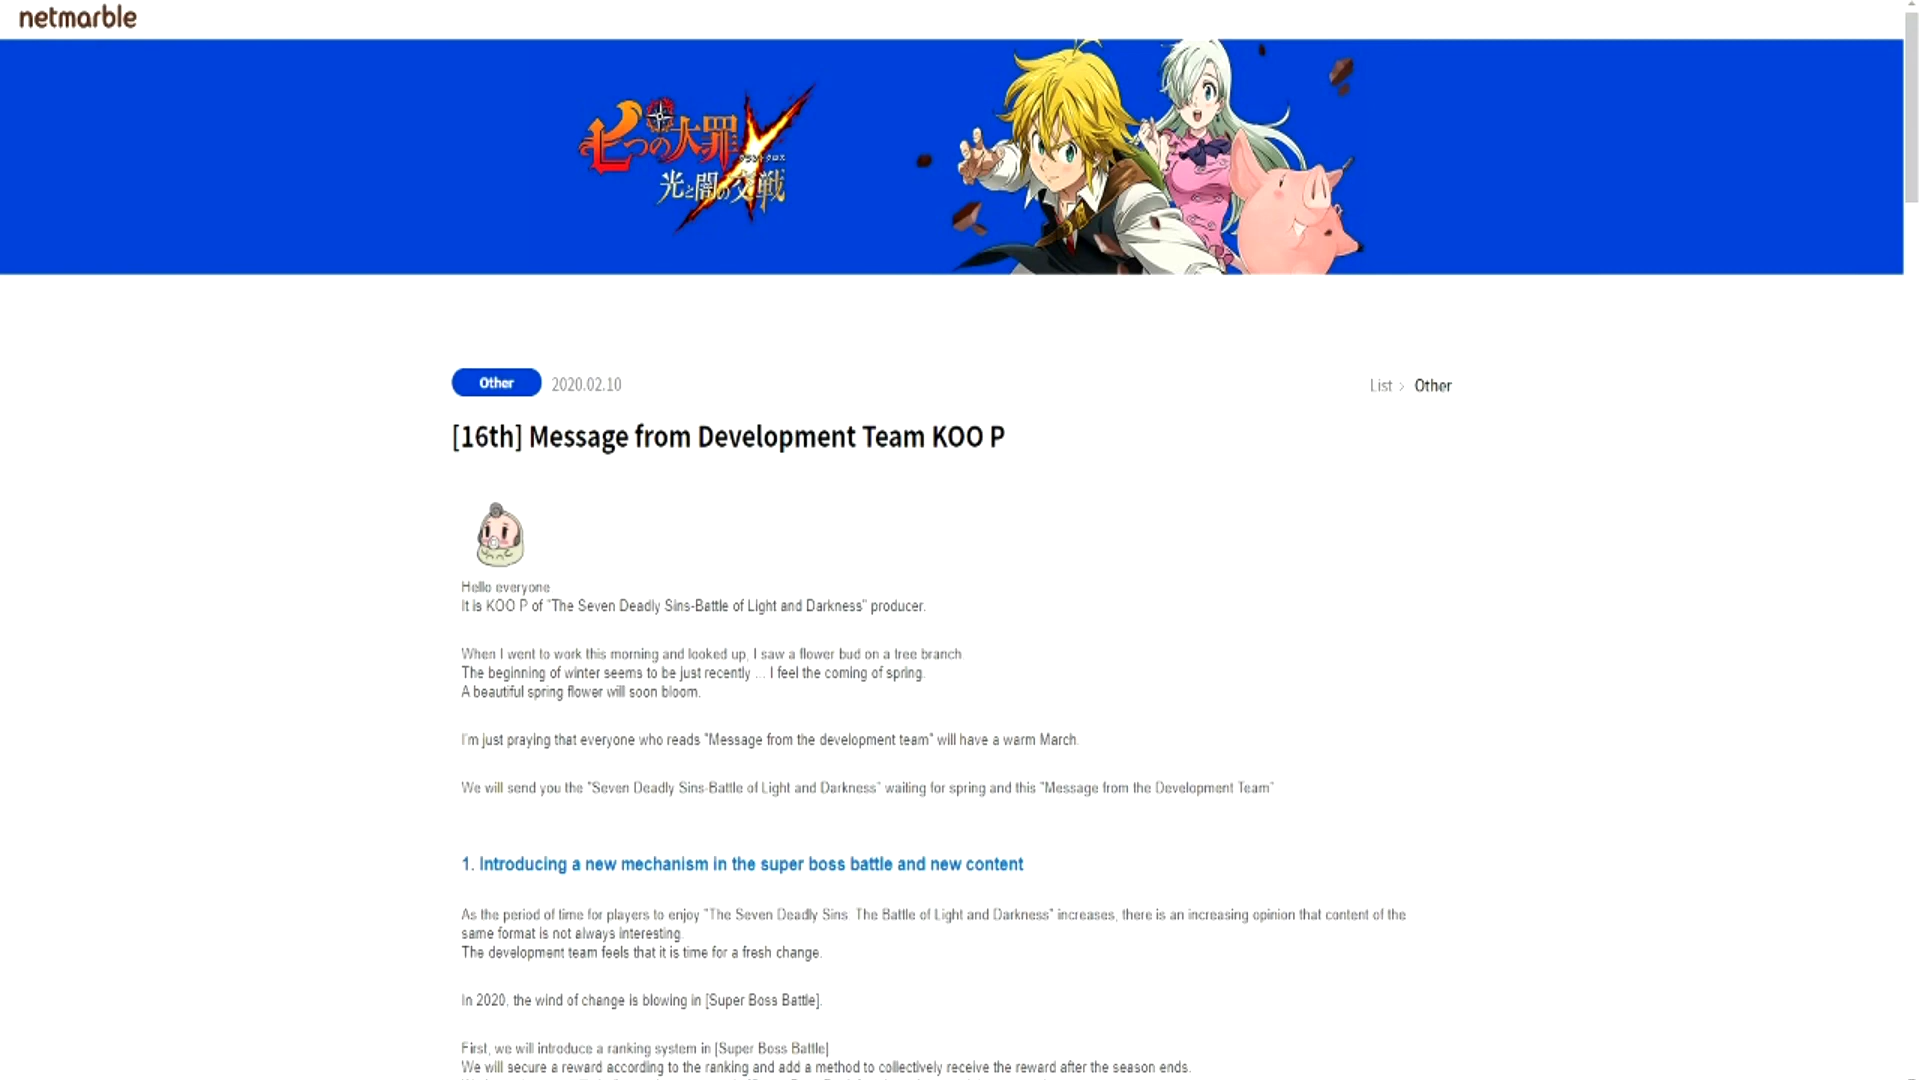 netmarble
七つの大罪
グランドクロス
光と闇の交戦
Other 2020.02.10
List > Other
[16th] Message from Development Team KOO P
Hello everyone
It is KOO P of "The Seven Deadly Sins-Battle of Light and Darkness" producer.
When I went to work this morning and looked up, I saw a flower bud on a tree branch
The beginning of winter seems to be just recently ... I feel the coming of spring.
A beautiful spring flower will soon bloom.
I'm just praying that everyone who reads "Message from the development team" will have a warm March.
We will send you the "Seven Deadly Sins-Battle of Light and Darkness" waiting for spring and this "Message from the Development Team"
1. Introducing a new mechanism in the super boss battle and new content
As the period of time for players to enjoy "The Seven Deadly Sins The Battle of Light and Darkness" increases, there is an increasing opinion that content of the
same format is not always interesting.
The development team feels that it is time for a fresh change.
In 2020, the wind of change is blowing in [Super Boss Battle].
First, we will introduce a ranking system in [Super Boss Battle]
We will secure a reward according to the ranking and add a method to collectively receive the reward after the season ends.